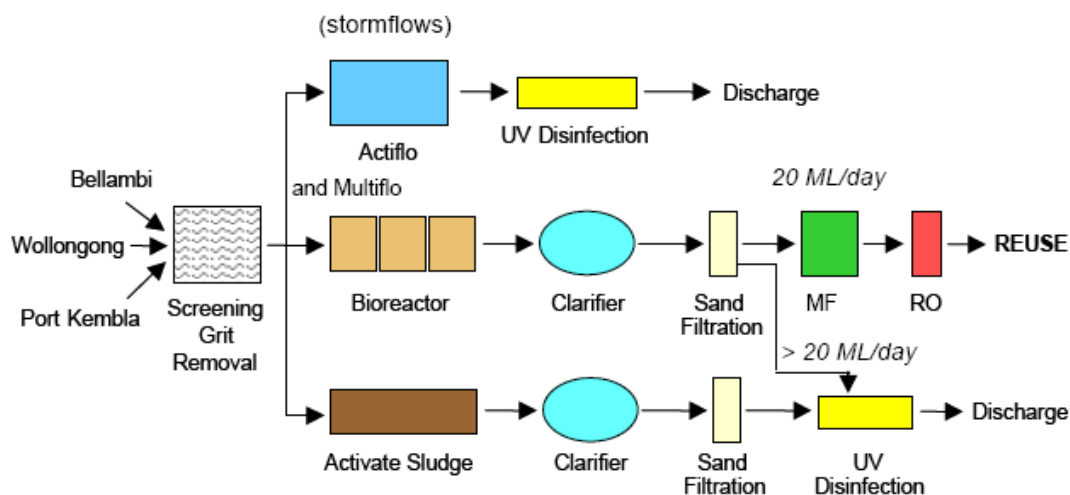 (stormflows)
Discharge
UV Disinfection
Actiflo
Bellambi
and Multiflo
20 ML/day
Wollongong
REUSE
Port Kembla
Screening
Grit
Removal
Bioreactor
Clarifier
Sand
Filtration
MF
RO
> 20 ML/day
Discharge
Activate Sludge
Clarifier
Sand
Filtration
UV
Disinfection